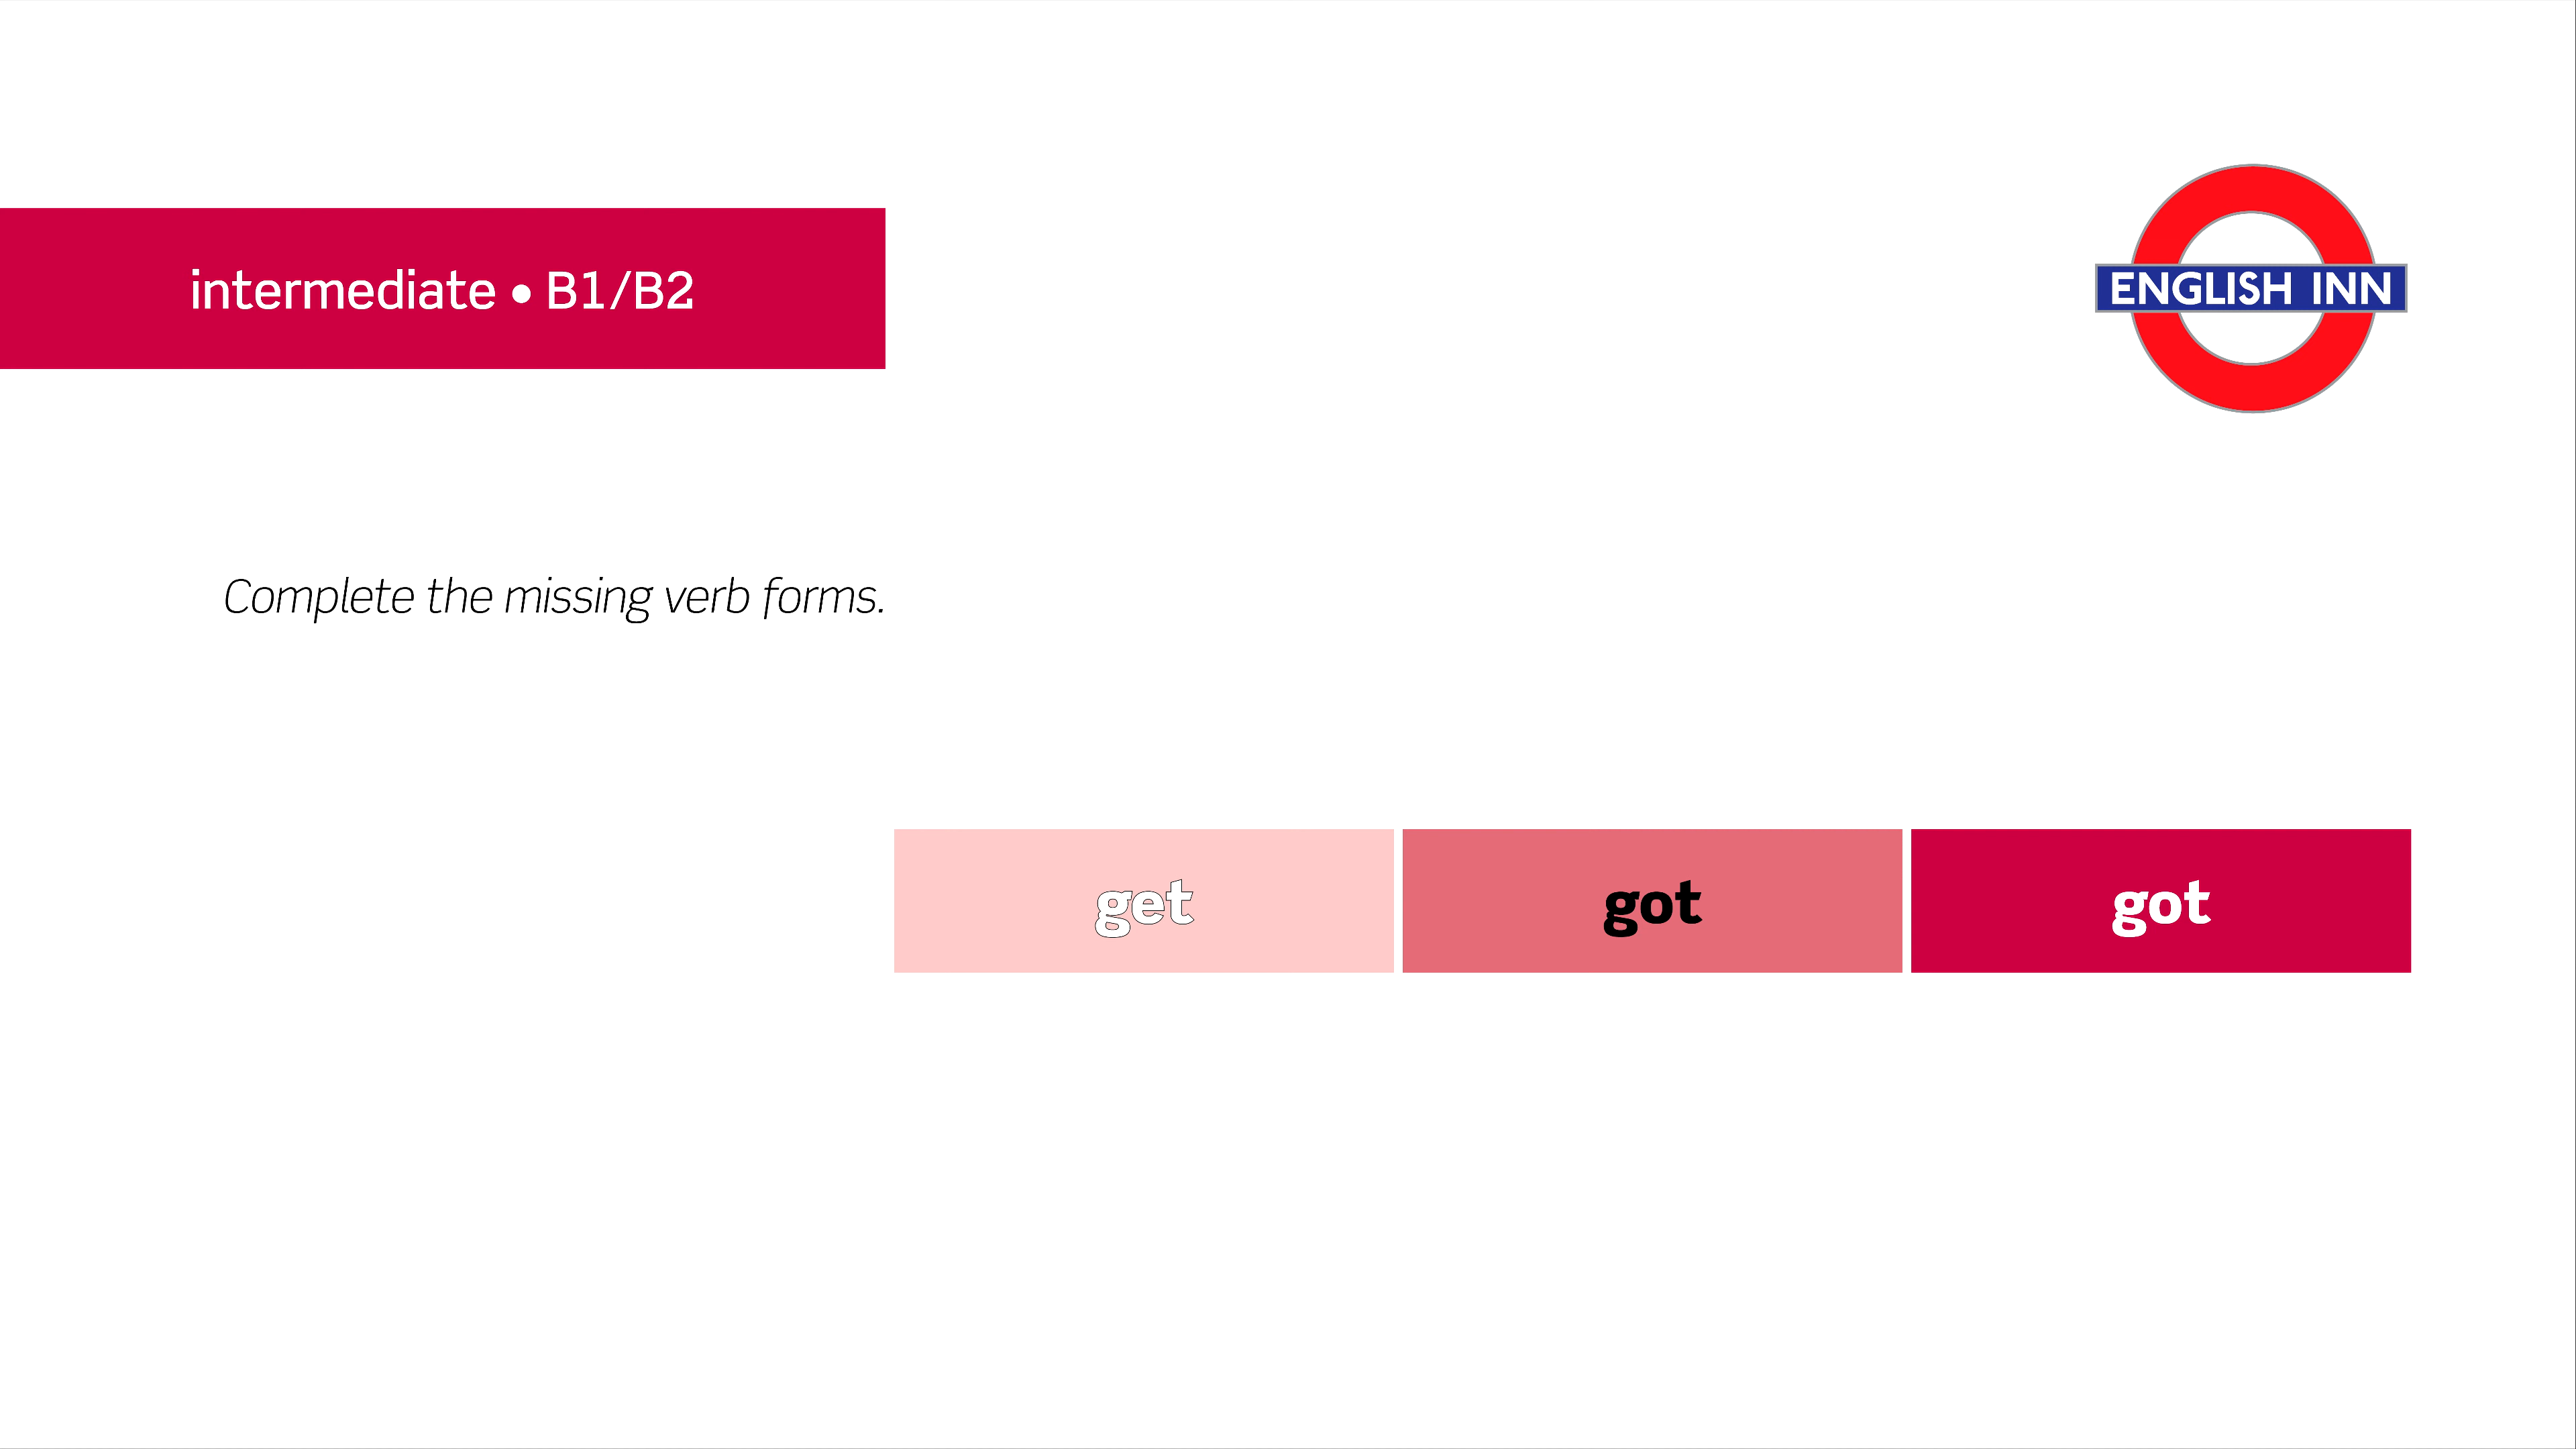 intermediate • B1/B2
ENGLISH INN
Complete the missing verb forms.
get got got